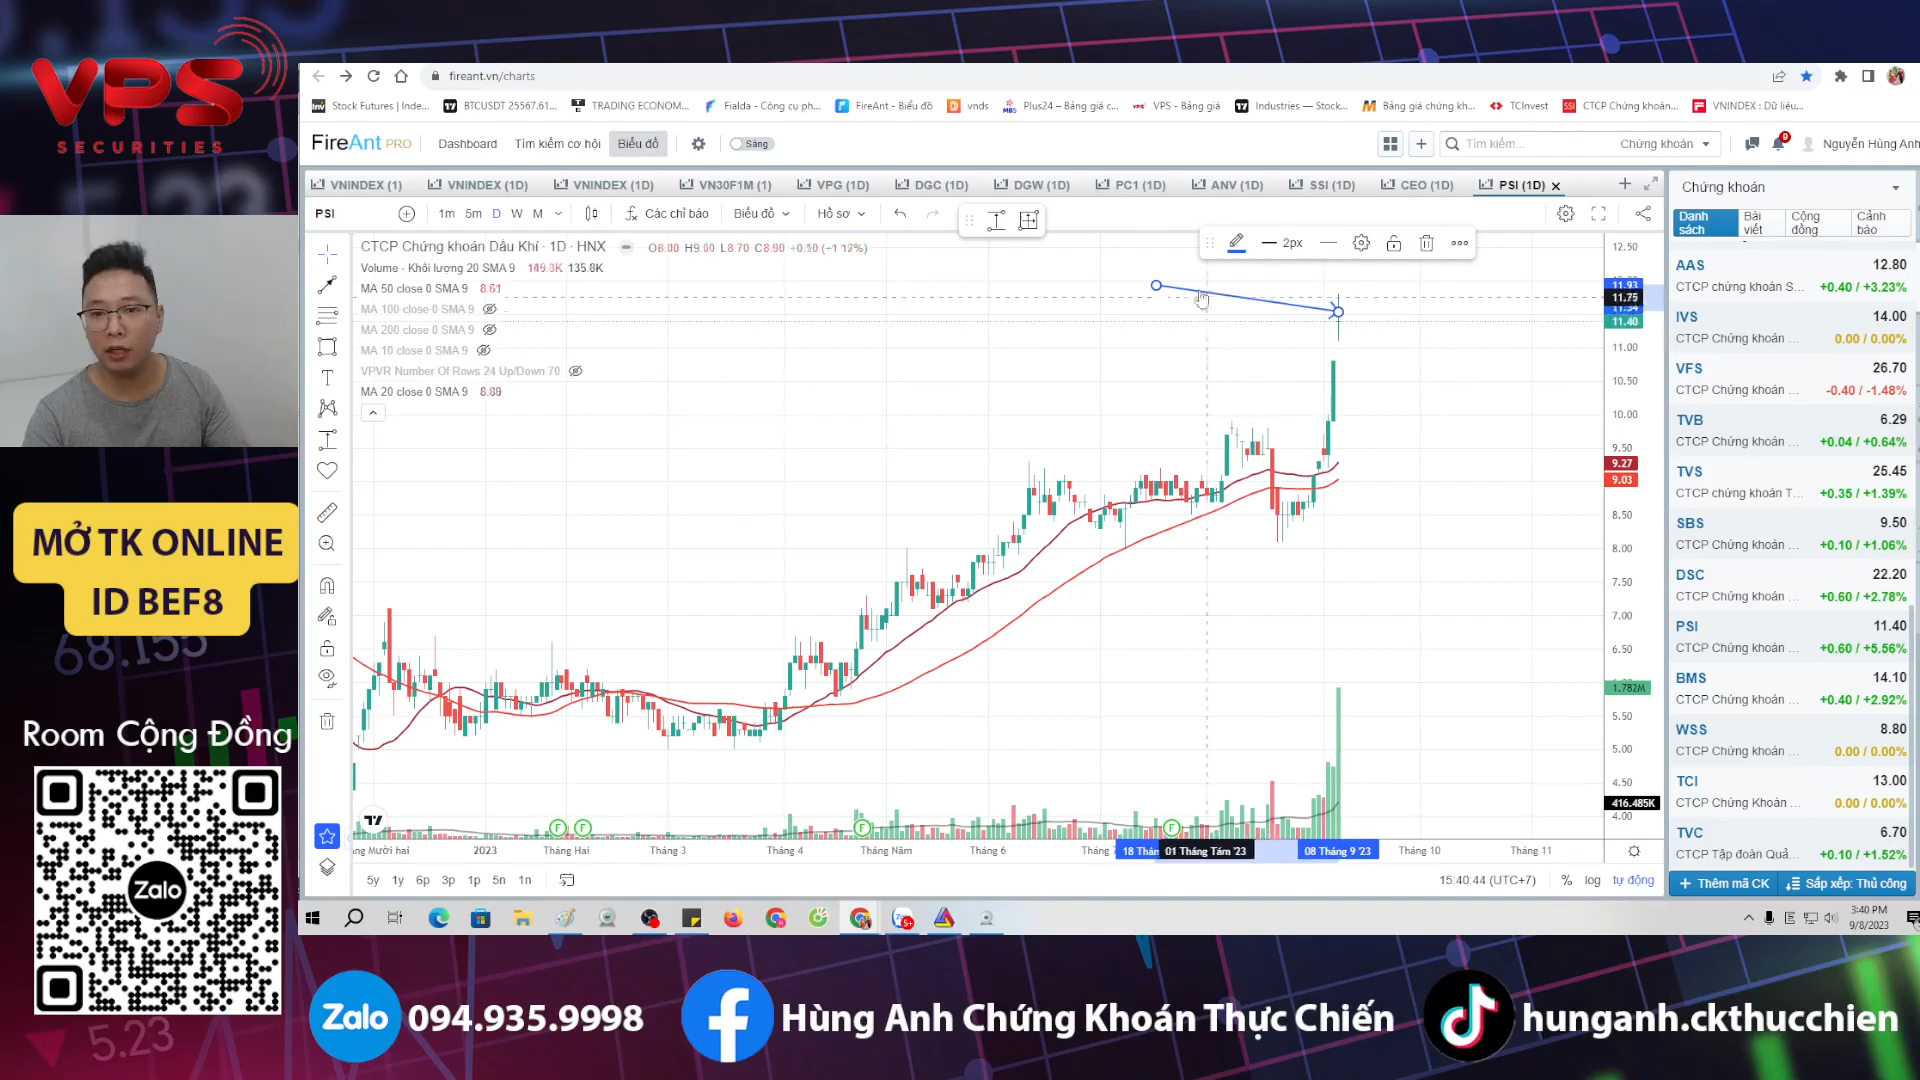 VPS
SECURITIES
MỞ TK ONLINE
ID BEF8
68.155
Room Cộng Đồng
Zalo
5.23
fireant.vn/charts
Stock Futures | Inde...
BTCUSDT 25567.61...
TRADING ECONOM...
Fialda - Công cụ ph...
FireAnt - Biểu đồ
vnds
Plus24 – Bảng giá c...
VPS - Bảng giá
Industries — Stock...
Bảng giá chứng kh...
TCInvest
CTCP Chứng khoán...
VNINDEX : Dữ liệu...
FireAnt PRO
Dashboard
Tìm kiếm cơ hội
Biểu đồ
Sáng
Tìm kiếm...
Chứng khoán
9
Nguyễn Hùng Anh
VNINDEX (1)
VNINDEX (1D)
VNINDEX (1D)
VN30F1M (1)
VPG (1D)
DGC (1D)
DGW (1D)
PC1 (1D)
ANV (1D)
SSI (1D)
CEO (1D)
PSI (1D)
PSI
1m 5m D W M
Các chỉ báo
Biểu đồ
Hồ sơ
2px
CTCP Chứng khoán Dầu Khí · 1D · HNX
Volume - Khối lượng 20 SMA 9 149.3K 135.8K
MA 50 close 0 SMA 9 8.61
MA 100 close 0 SMA 9
MA 200 close 0 SMA 9
MA 10 close 0 SMA 9
VPVR Number Of Rows 24 Up/Down 70
MA 20 close 0 SMA 9 8.89
12.50
11.93
11.75
11.40
11.00
10.50
10.00
9.50
9.27
9.03
8.50
8.00
7.50
7.00
6.50
1.782M
5.50
5.00
4.50
416.485K
4.00
ng Mười hai
2023
Tháng Hai
Tháng 3
Tháng 4
Tháng Năm
Tháng 6
Tháng 7
18 Thán
01 Tháng Tám '23
08 Tháng 9 '23
Tháng 10
Tháng 11
5y 1y 6p 3p 1p 5n 1n
15:40:44 (UTC+7)
% log tự động
Chứng khoán
Danh sách
Bài viết
Cộng đồng
Cảnh báo
AAS 12.80
CTCP chứng khoán S... +0.40 / +3.23%
IVS 14.00
CTCP Chứng khoán ... 0.00 / 0.00%
VFS 26.70
CTCP Chứng khoán ... -0.40 / -1.48%
TVB 6.29
CTCP Chứng khoán ... +0.04 / +0.64%
TVS 25.45
CTCP chứng khoán T... +0.35 / +1.39%
SBS 9.50
CTCP Chứng khoán ... +0.10 / +1.06%
DSC 22.20
CTCP Chứng khoán ... +0.60 / +2.78%
PSI 11.40
CTCP Chứng khoán ... +0.60 / +5.56%
BMS 14.10
CTCP Chứng khoán ... +0.40 / +2.92%
WSS 8.80
CTCP Chứng khoán ... 0.00 / 0.00%
TCI 13.00
CTCP Chứng Khoán ... 0.00 / 0.00%
TVC 6.70
CTCP Tập đoàn Quả... +0.10 / +1.52%
Thêm mã CK
Sắp xếp: Thủ công
3:40 PM
9/8/2023
Zalo 094.935.9998
Hùng Anh Chứng Khoán Thực Chiến
hunganh.ckthucchien